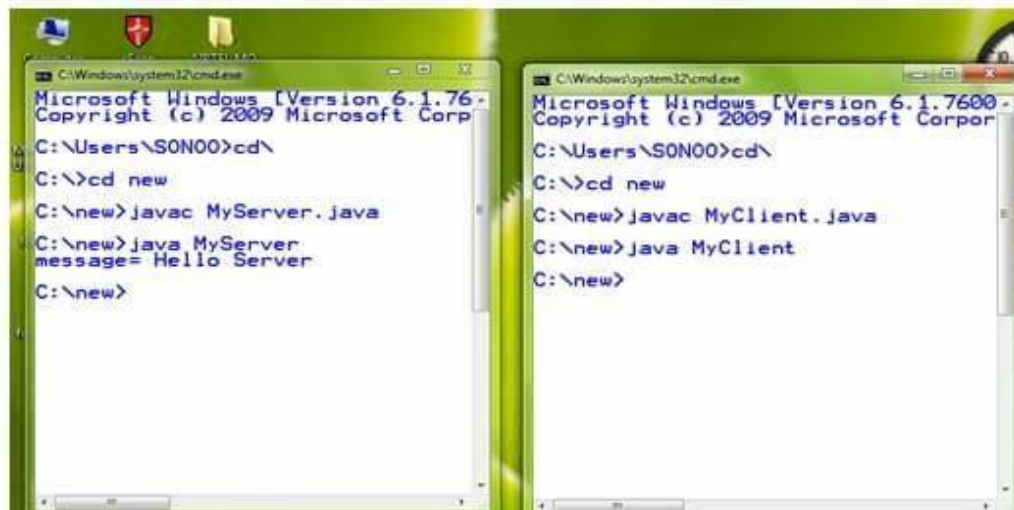 C:\Windows\system32\cmd.exe
Microsoft Windows [Version 6.1.76
Copyright (c) 2009 Microsoft Corp
C:\Users\SONOO>cd\
C:\>cd new
C:\new>javac MyServer.java
C:\new>java MyServer
message= Hello Server
C:\new>
C:\Windows\system32\cmd.exe
Microsoft Windows [Version 6.1.7600
Copyright (c) 2009 Microsoft Corpor
C:\Users\SONOO>cd\
C:\>cd new
C:\new>javac MyClient.java
C:\new>java MyClient
C:\new>